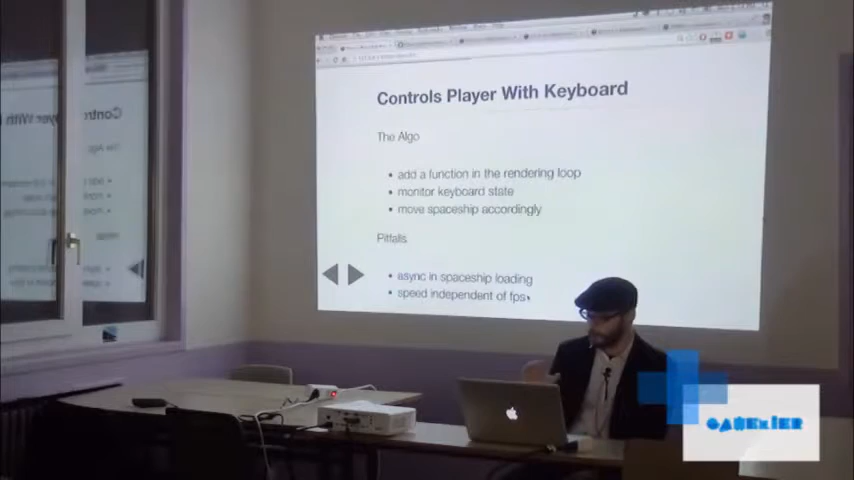 Controls Player With Keyboard
The Algo
• add a function in the rendering loop
• monitor keyboard state
• move spaceship accordingly
Pitfalls
• async in spaceship loading
• speed independent of fps